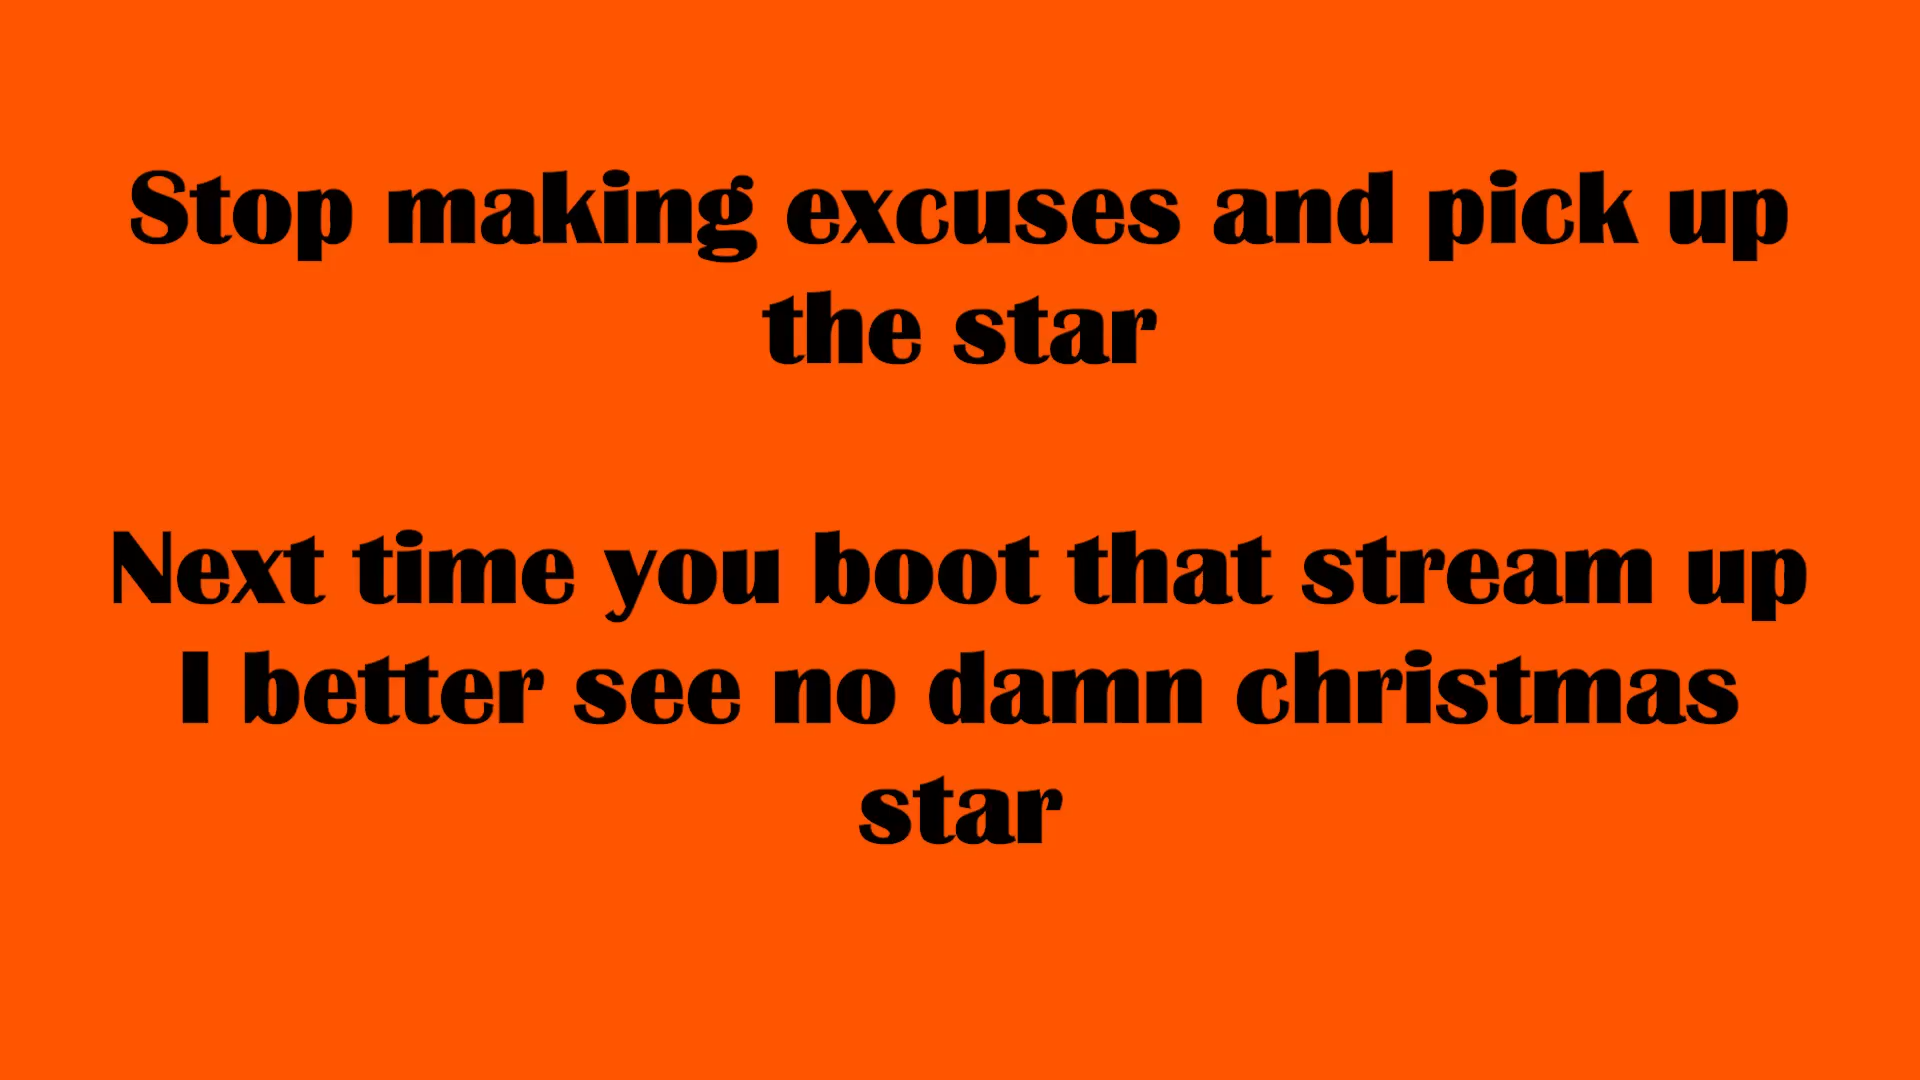 Stop making excuses and pick up
the star
Next time you boot that stream up
I better see no damn christmas
star